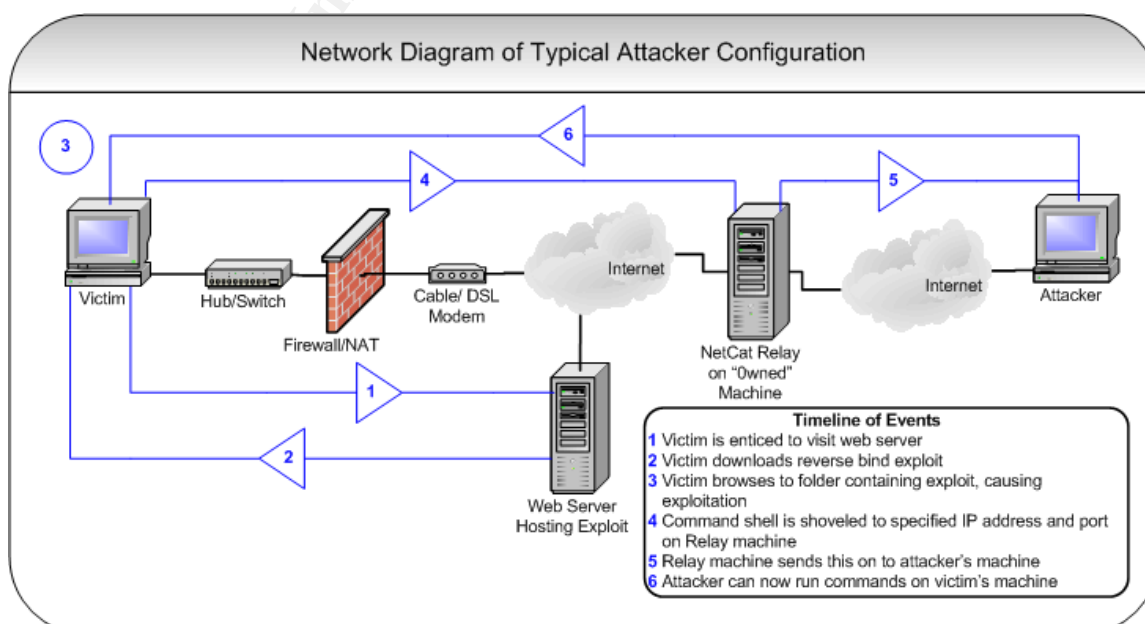 Network Diagram of Typical Attacker Configuration
3
6
4
5
Victim
Hub/Switch
Firewall/NAT
Cable/ DSL
Modem
Internet
NetCat Relay
on "0wned"
Machine
Internet
Attacker
1
2
Web Server
Hosting Exploit
Timeline of Events
1 Victim is enticed to visit web server
2 Victim downloads reverse bind exploit
3 Victim browses to folder containing exploit, causing
exploitation
4 Command shell is shoveled to specified IP address and port
on Relay machine
5 Relay machine sends this on to attacker's machine
6 Attacker can now run commands on victim's machine